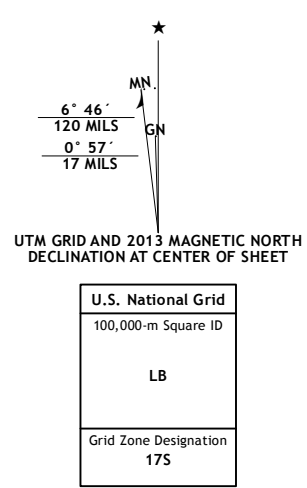 ★
MN.
6° 46´
120 MILS
GN
0° 57´
17 MILS
UTM GRID AND 2013 MAGNETIC NORTH
DECLINATION AT CENTER OF SHEET
U.S. National Grid
100,000-m Square ID
LB
Grid Zone Designation
17S